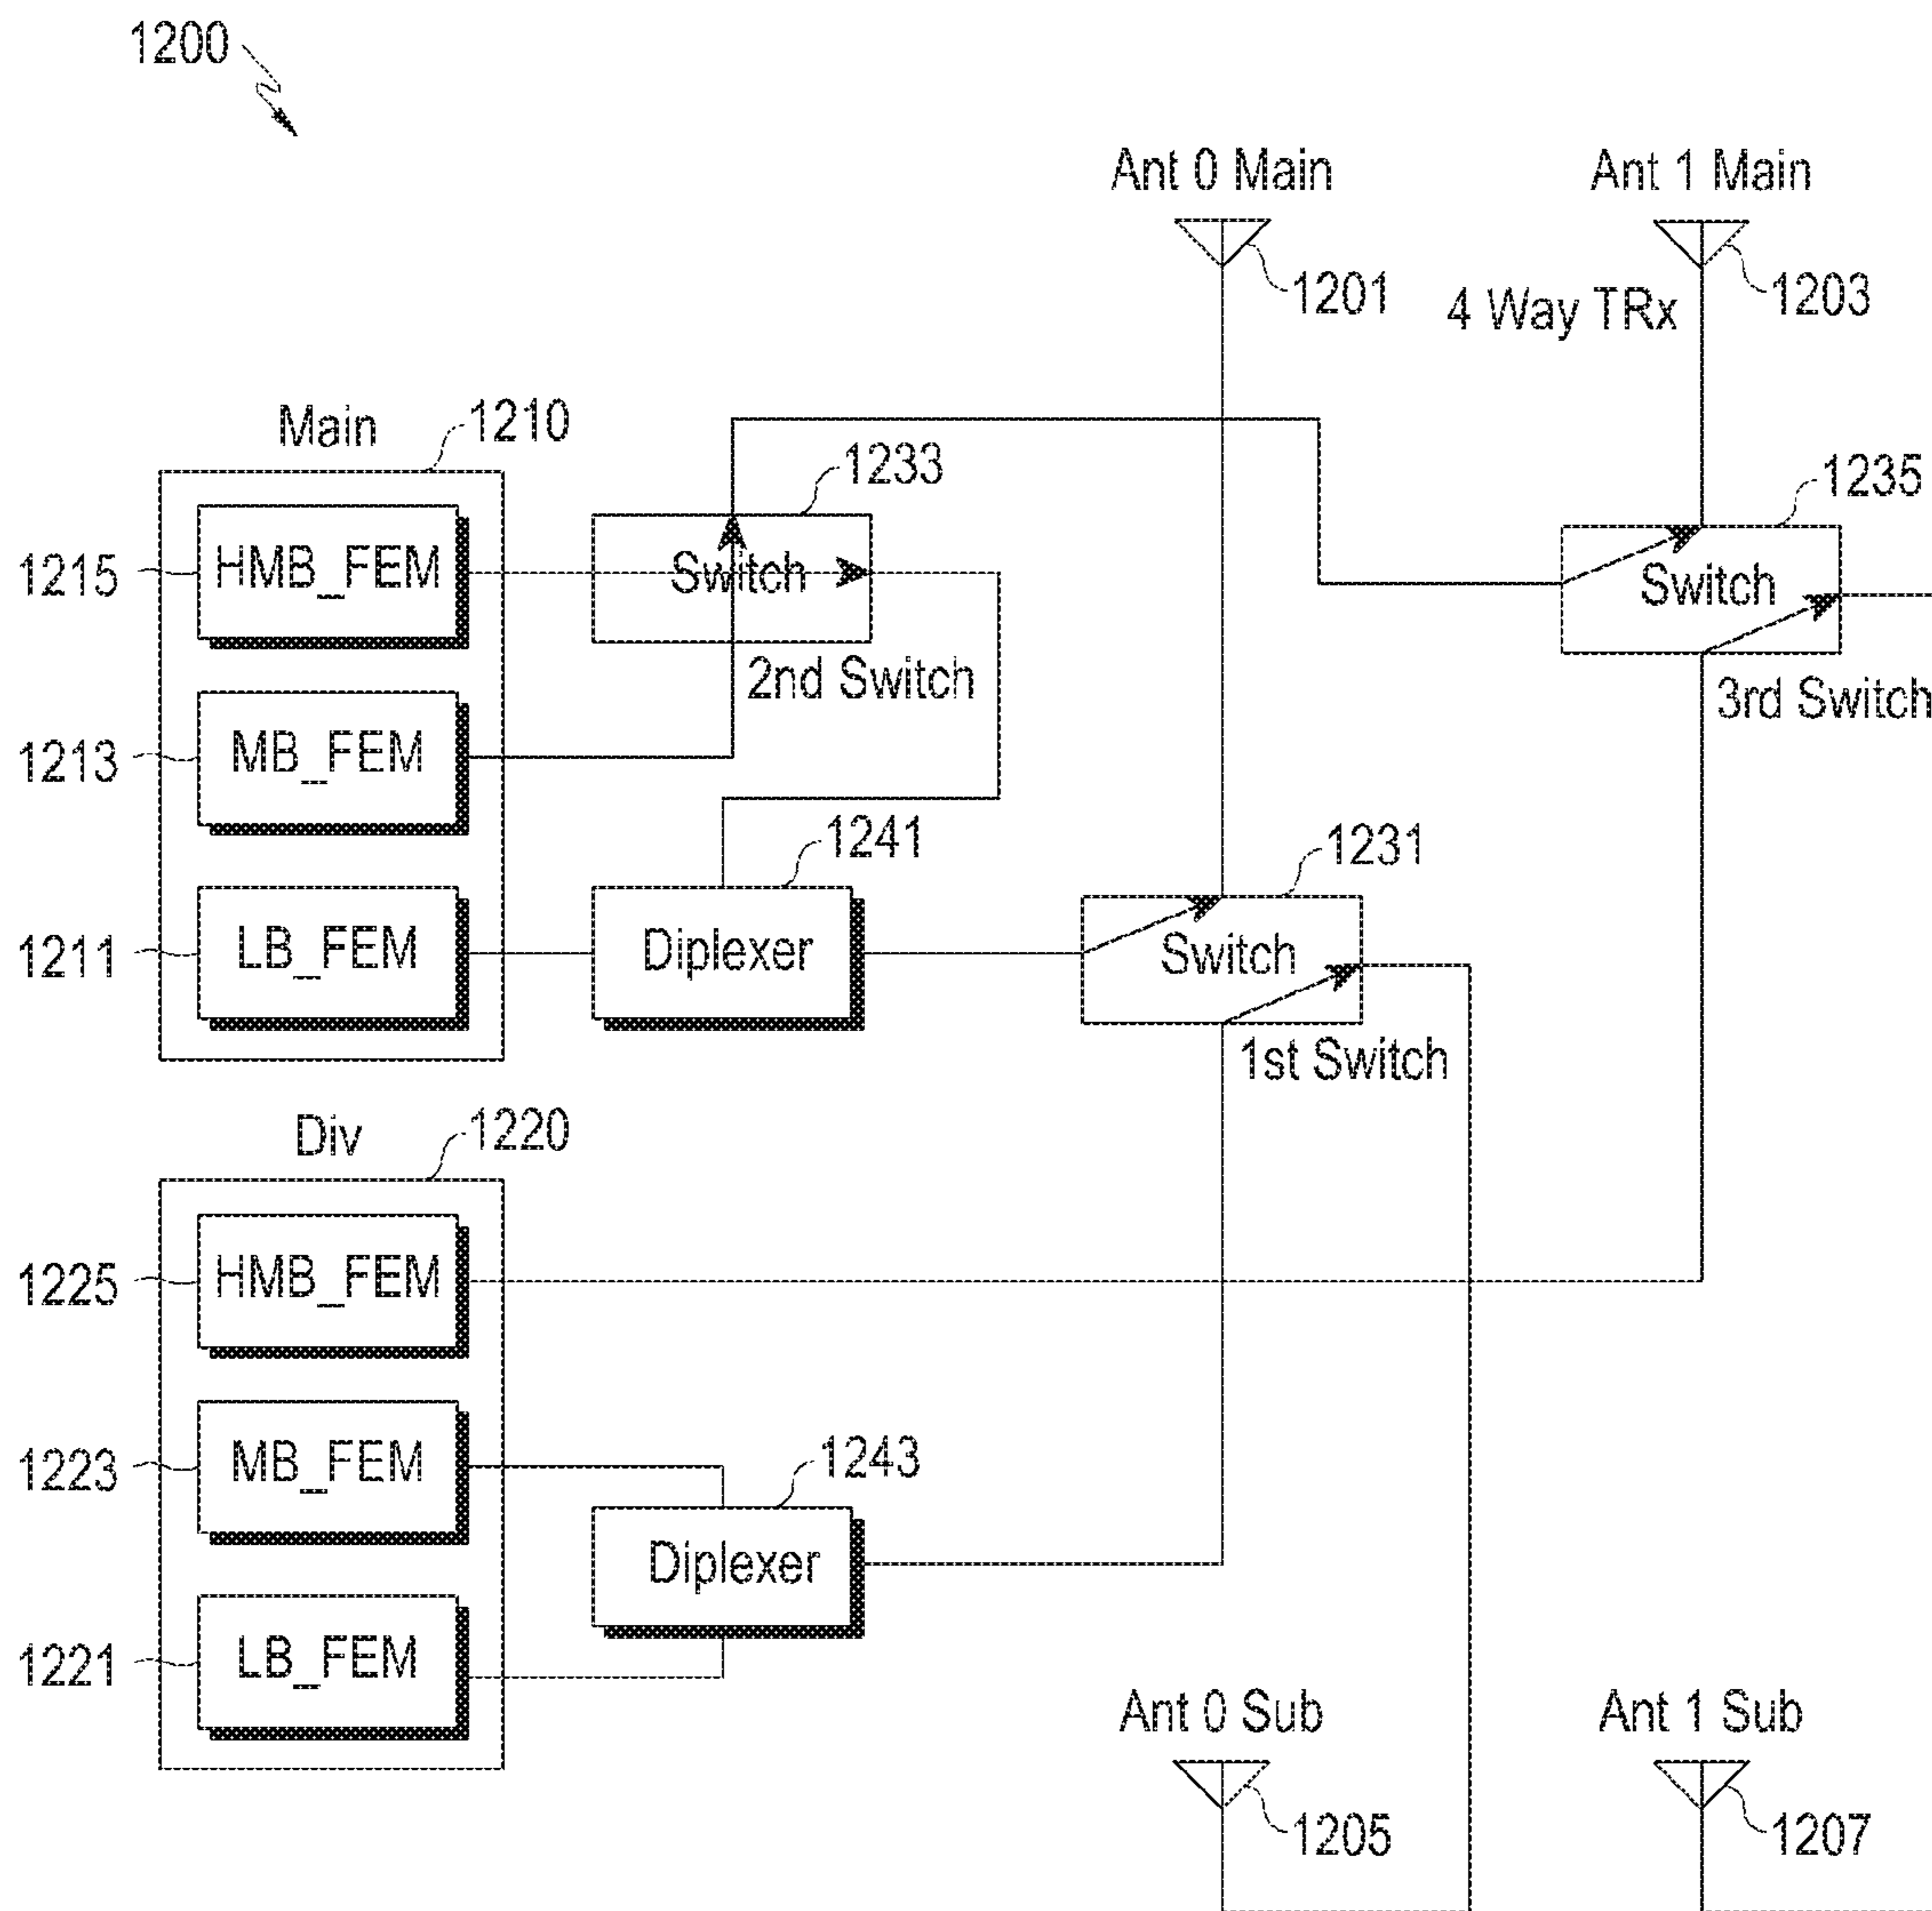 1200
Ant 0 Main
Ant 1 Main
1201
1203
4 Way TRx
Main
1210
1233
1235
1215
HMB_FEM
Switch
Switch
2nd Switch
3rd Switch
1213
MB_FEM
1241
1231
1211
LB_FEM
Diplexer
Switch
1st Switch
Div
1220
1225
HMB_FEM
1223
MB_FEM
1243
Diplexer
1221
LB_FEM
Ant 0 Sub
Ant 1 Sub
1205
1207